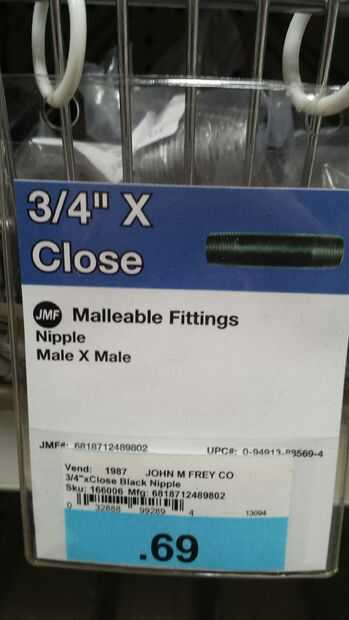 3/4" X
Close
JMF Malleable Fittings
Nipple
Male X Male
JMF#: 6818712489802 UPC#: 0-94913-88569-4
Vend: 1987 JOHN M FREY CO
3/4"xClose Black Nipple
Sku: 166006 Mfg: 6818712489802
0 32888 99289 4 13094
.69